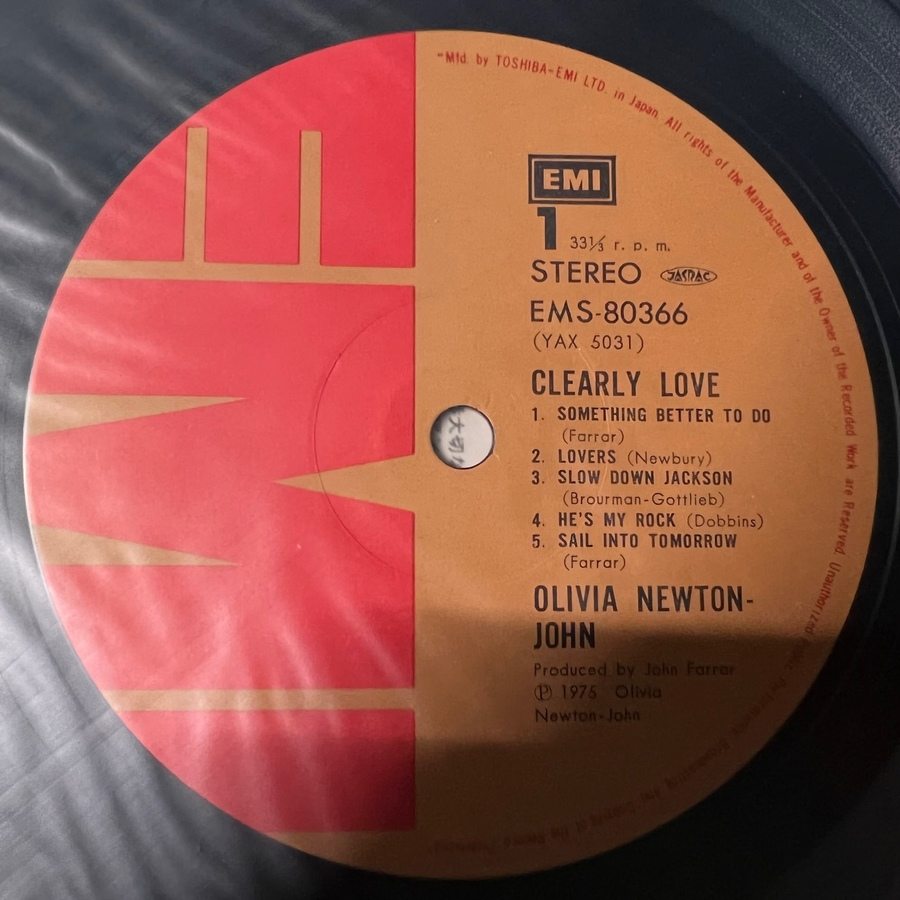 "Mfd. by TOSHIBA-EMI LTD. in Japan. All rights of the Manufacturer and of the Owner of the Recorded Work are Reserved. Unauthorized
EMI
EMI
1
33⅓ r. p. m.
STEREO JASRAC
EMS-80366
(YAX 5031)
CLEARLY LOVE
1. SOMETHING BETTER TO DO
(Farrar)
2. LOVERS (Newbury)
3. SLOW DOWN JACKSON
(Brourman-Gottlieb)
4. HE'S MY ROCK (Dobbins)
5. SAIL INTO TOMORROW
(Farrar)
OLIVIA NEWTON-
JOHN
Produced by John Farrar
Ⓟ 1975 Olivia
Newton-John